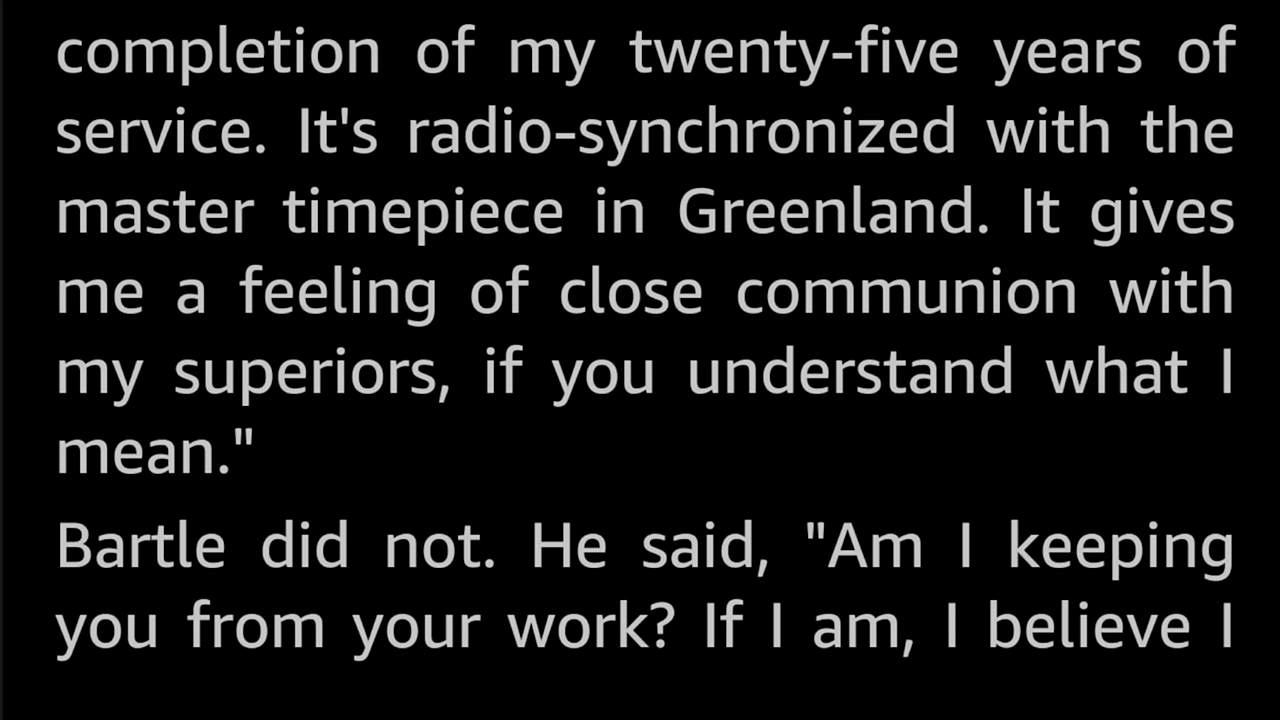 completion of my twenty-five years of
service. It's radio-synchronized with the
master timepiece in Greenland. It gives
me a feeling of close communion with
my superiors, if you understand what I
mean."
Bartle did not. He said, "Am I keeping
you from your work? If I am, I believe I